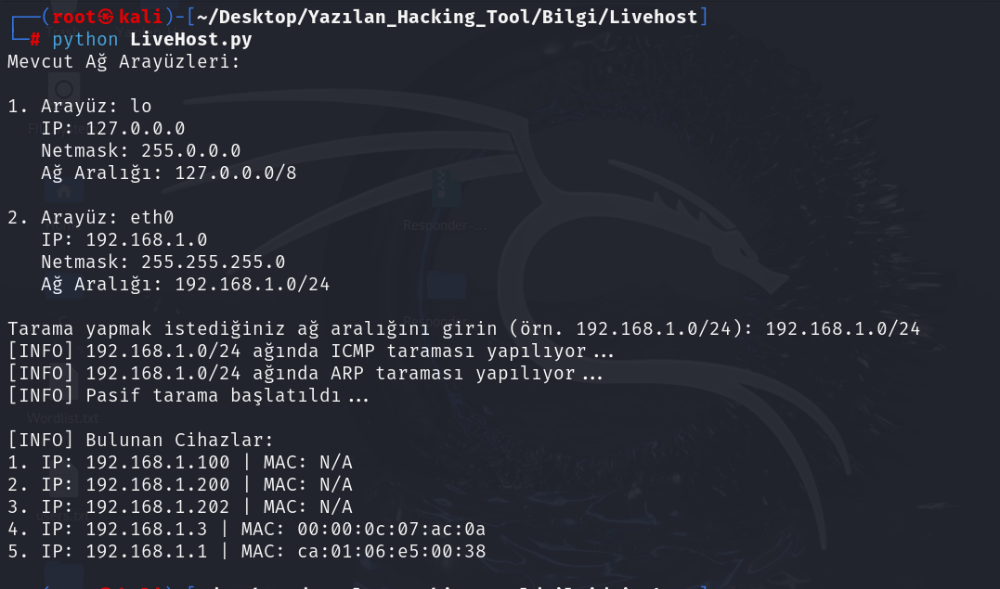 ┌──(root㉿kali)-[~/Desktop/Yazılan_Hacking_Tool/Bilgi/Livehost]
└─# python LiveHost.py
Mevcut Ağ Arayüzleri:
1. Arayüz: lo
IP: 127.0.0.0
Netmask: 255.0.0.0
Ağ Aralığı: 127.0.0.0/8
2. Arayüz: eth0
IP: 192.168.1.0
Netmask: 255.255.255.0
Ağ Aralığı: 192.168.1.0/24
Responder-...
Responder
Tarama yapmak istediğiniz ağ aralığını girin (örn. 192.168.1.0/24): 192.168.1.0/24
[INFO] 192.168.1.0/24 ağında ICMP taraması yapılıyor...
[INFO] 192.168.1.0/24 ağında ARP taraması yapılıyor...
[INFO] Pasif tarama başlatıldı...
Wordlist.txt
[INFO] Bulunan Cihazlar:
1. IP: 192.168.1.100 | MAC: N/A
2. IP: 192.168.1.200 | MAC: N/A
3. IP: 192.168.1.202 | MAC: N/A
4. IP: 192.168.1.3 | MAC: 00:00:0c:07:ac:0a
5. IP: 192.168.1.1 | MAC: ca:01:06:e5:00:38